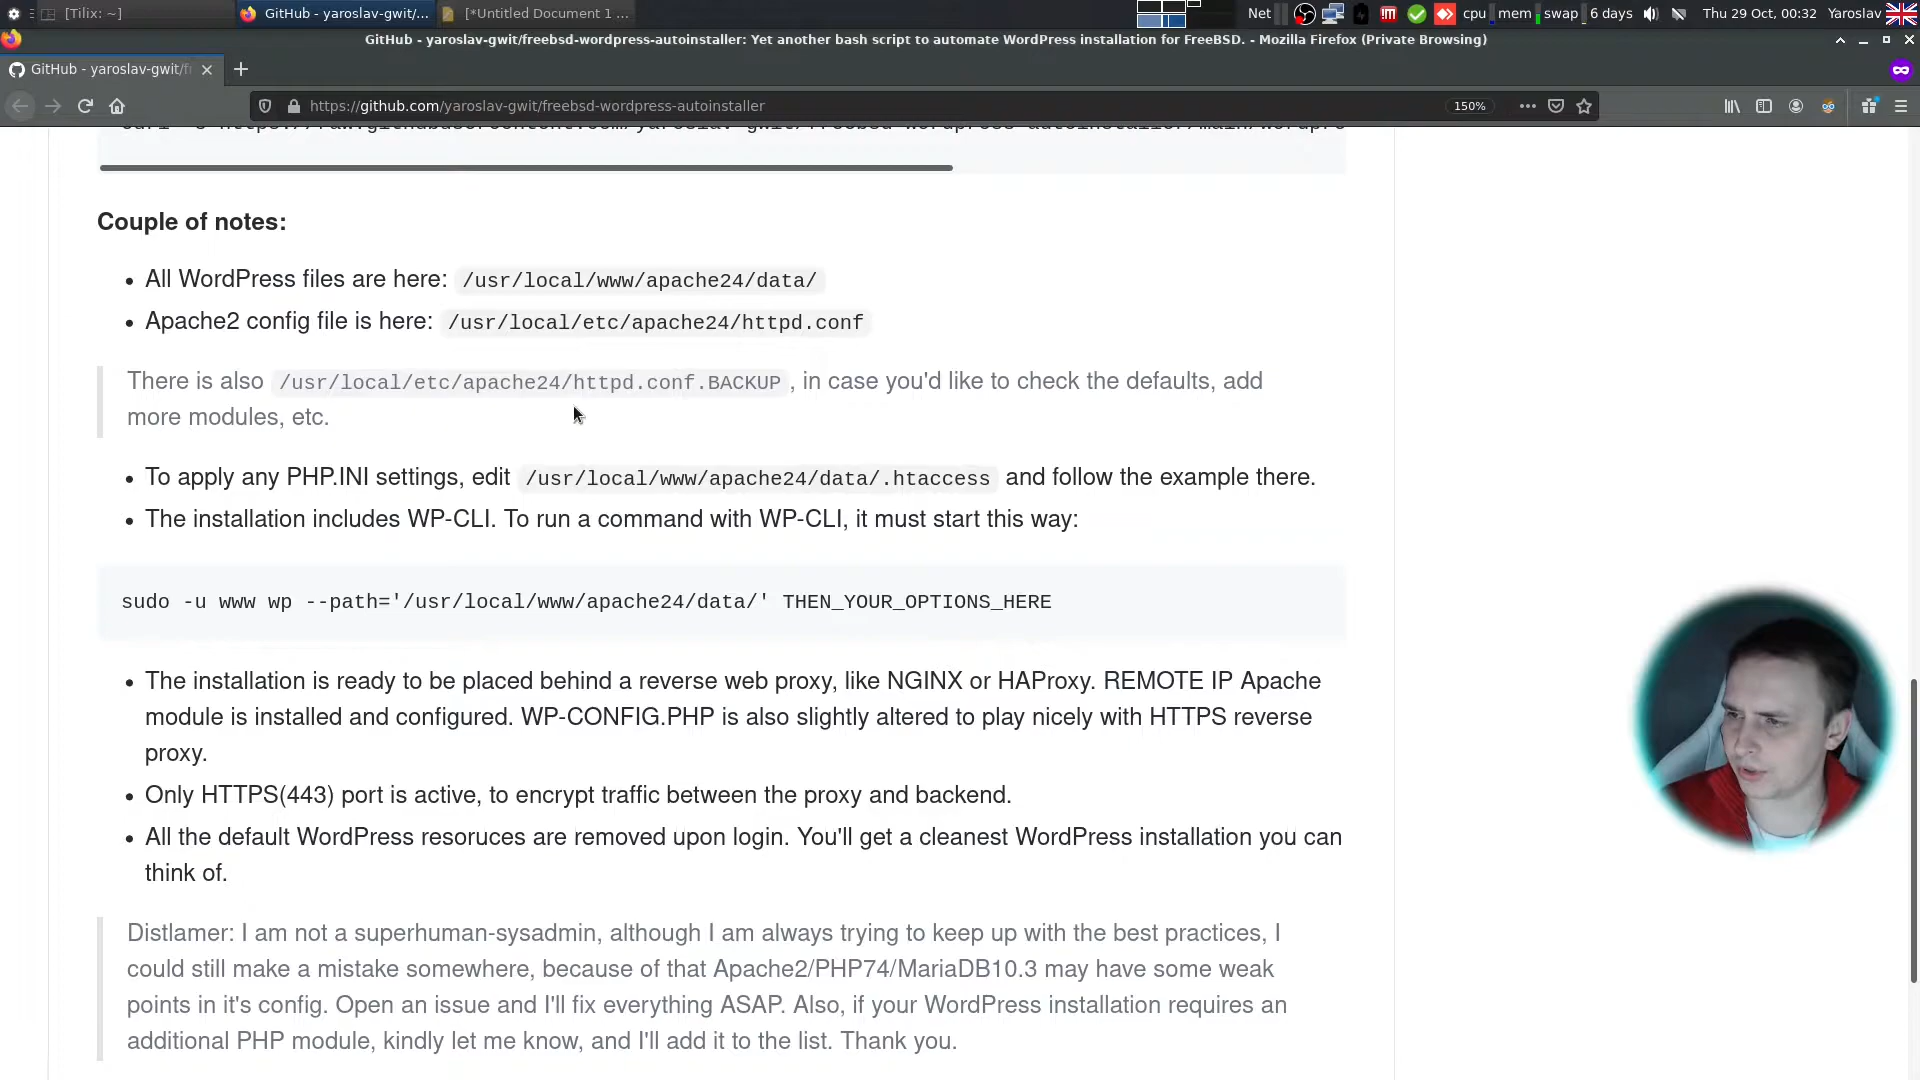 [Tilix: ~]
GitHub - yaroslav-gwit/...
[*Untitled Document 1 ...
Net
cpu
mem
swap
6 days
Thu 29 Oct, 00:32
Yaroslav
GitHub - yaroslav-gwit/freebsd-wordpress-autoinstaller: Yet another bash script to automate WordPress installation for FreeBSD. - Mozilla Firefox (Private Browsing)
GitHub - yaroslav-gwit/fr
https://github.com/yaroslav-gwit/freebsd-wordpress-autoinstaller
150%
Couple of notes:
All WordPress files are here: /usr/local/www/apache24/data/
Apache2 config file is here: /usr/local/etc/apache24/httpd.conf
There is also /usr/local/etc/apache24/httpd.conf.BACKUP , in case you'd like to check the defaults, add
more modules, etc.
To apply any PHP.INI settings, edit /usr/local/www/apache24/data/.htaccess and follow the example there.
The installation includes WP-CLI. To run a command with WP-CLI, it must start this way:
sudo -u www wp --path='/usr/local/www/apache24/data/' THEN_YOUR_OPTIONS_HERE
The installation is ready to be placed behind a reverse web proxy, like NGINX or HAProxy. REMOTE IP Apache
module is installed and configured. WP-CONFIG.PHP is also slightly altered to play nicely with HTTPS reverse
proxy.
Only HTTPS(443) port is active, to encrypt traffic between the proxy and backend.
All the default WordPress resoruces are removed upon login. You'll get a cleanest WordPress installation you can
think of.
Distlamer: I am not a superhuman-sysadmin, although I am always trying to keep up with the best practices, I
could still make a mistake somewhere, because of that Apache2/PHP74/MariaDB10.3 may have some weak
points in it's config. Open an issue and I'll fix everything ASAP. Also, if your WordPress installation requires an
additional PHP module, kindly let me know, and I'll add it to the list. Thank you.